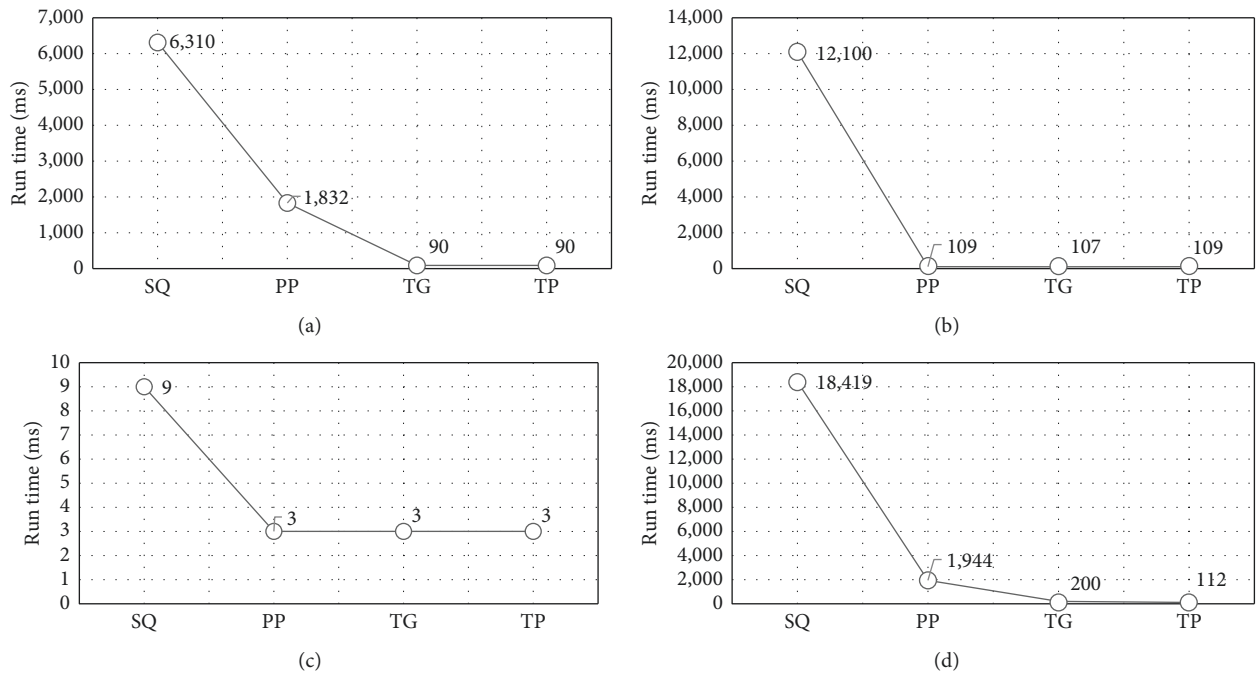 7,000
6,000
5,000
4,000
3,000
2,000
1,000
0
Run time (ms)
6,310
1,832
90
90
SQ
PP
TG
TP
(a)
14,000
12,000
10,000
8,000
6,000
4,000
2,000
0
Run time (ms)
12,100
109
107
109
SQ
PP
TG
TP
(b)
10
9
8
7
6
5
4
3
2
1
0
Run time (ms)
9
3
3
3
SQ
PP
TG
TP
(c)
20,000
18,000
16,000
14,000
12,000
10,000
8,000
6,000
4,000
2,000
0
Run time (ms)
18,419
1,944
200
112
SQ
PP
TG
TP
(d)